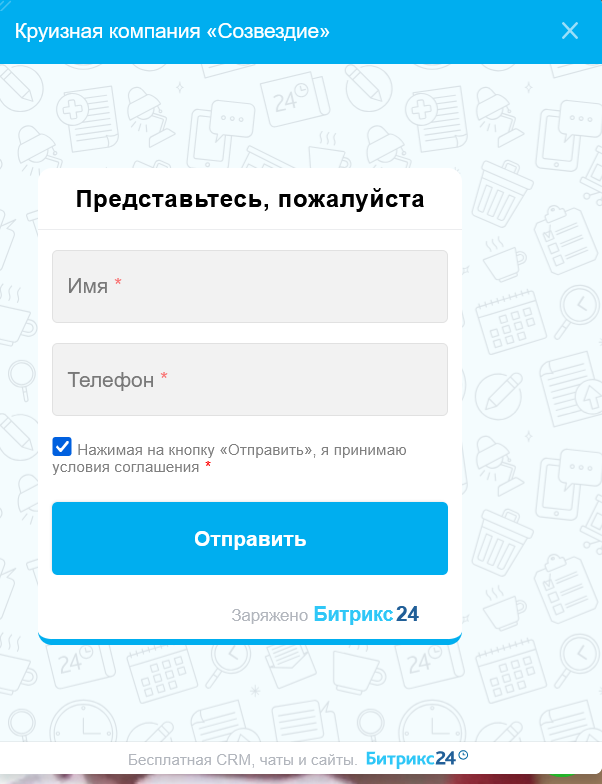 Круизная компания «Созвездие»
Представьтесь, пожалуйста
Имя *
Телефон *
Нажимая на кнопку «Отправить», я принимаю
условия соглашения *
Отправить
Заряжено Битрикс24
Бесплатная CRM, чаты и сайты. Битрикс24